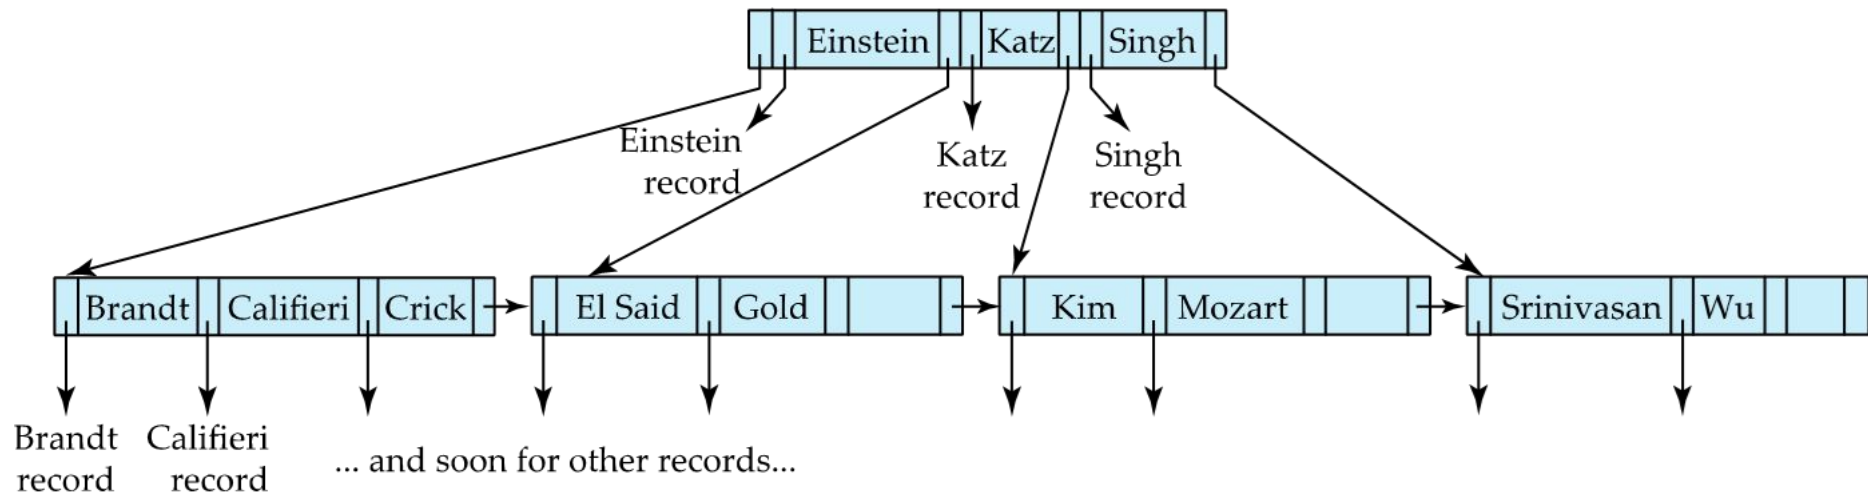 Einstein Katz Singh
Einstein
record
Katz
record
Singh
record
Brandt Califieri Crick El Said Gold Kim Mozart Srinivasan Wu
Brandt
record
Califieri
record
... and soon for other records...